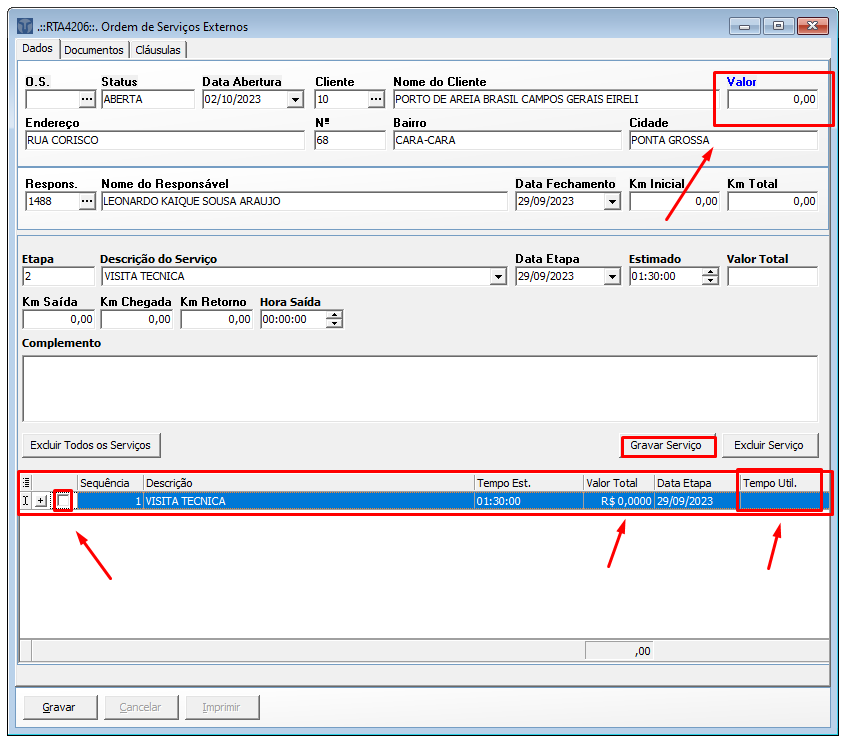 .::RTA4206::. Ordem de Serviços Externos
Dados Documentos Cláusulas
O.S. Status Data Abertura Cliente Nome do Cliente Valor
... ABERTA 02/10/2023 10 ... PORTO DE AREIA BRASIL CAMPOS GERAIS EIRELI 0,00
Endereço Nº Bairro Cidade
RUA CORISCO 68 CARA-CARA PONTA GROSSA
Respons. Nome do Responsável Data Fechamento Km Inicial Km Total
1488 ... LEONARDO KAIQUE SOUSA ARAUJO 29/09/2023 0,00 0,00
Etapa Descrição do Serviço Data Etapa Estimado Valor Total
2 VISITA TECNICA 29/09/2023 01:30:00
Km Saída Km Chegada Km Retorno Hora Saída
0,00 0,00 0,00 00:00:00
Complemento
Excluir Todos os Serviços Gravar Serviço Excluir Serviço
Sequência Descrição Tempo Est. Valor Total Data Etapa Tempo Util.
1 VISITA TECNICA 01:30:00 R$ 0,0000 29/09/2023
,00
Gravar Cancelar Imprimir